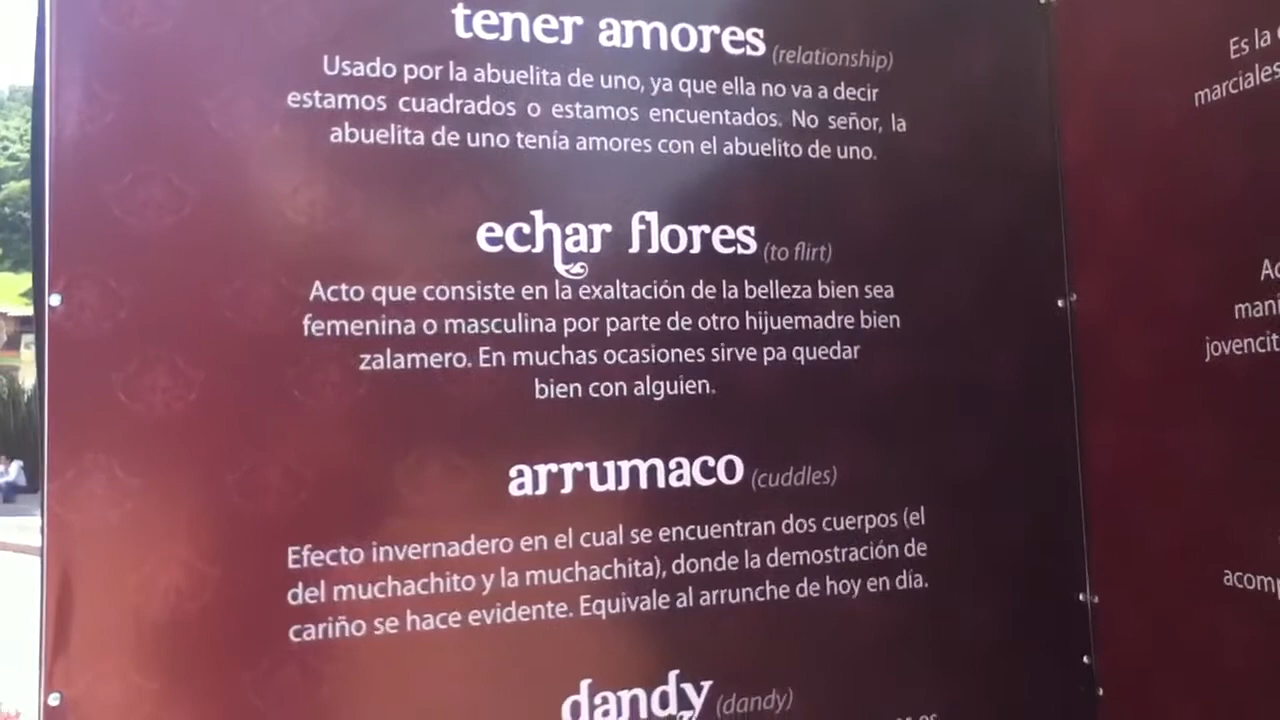 tener amores (relationship)
Usado por la abuelita de uno, ya que ella no va a decir
estamos cuadrados o estamos encuentados. No señor, la
abuelita de uno tenía amores con el abuelito de uno.
echar flores (to flirt)
Acto que consiste en la exaltación de la belleza bien sea
femenina o masculina por parte de otro hijuemadre bien
zalamero. En muchas ocasiones sirve pa quedar
bien con alguien.
arrumaco (cuddles)
Efecto invernadero en el cual se encuentran dos cuerpos (el
del muchachito y la muchachita), donde la demostración de
cariño se hace evidente. Equivale al arrunche de hoy en día.
dandy (dandy)
Es la
marciales
jovencit